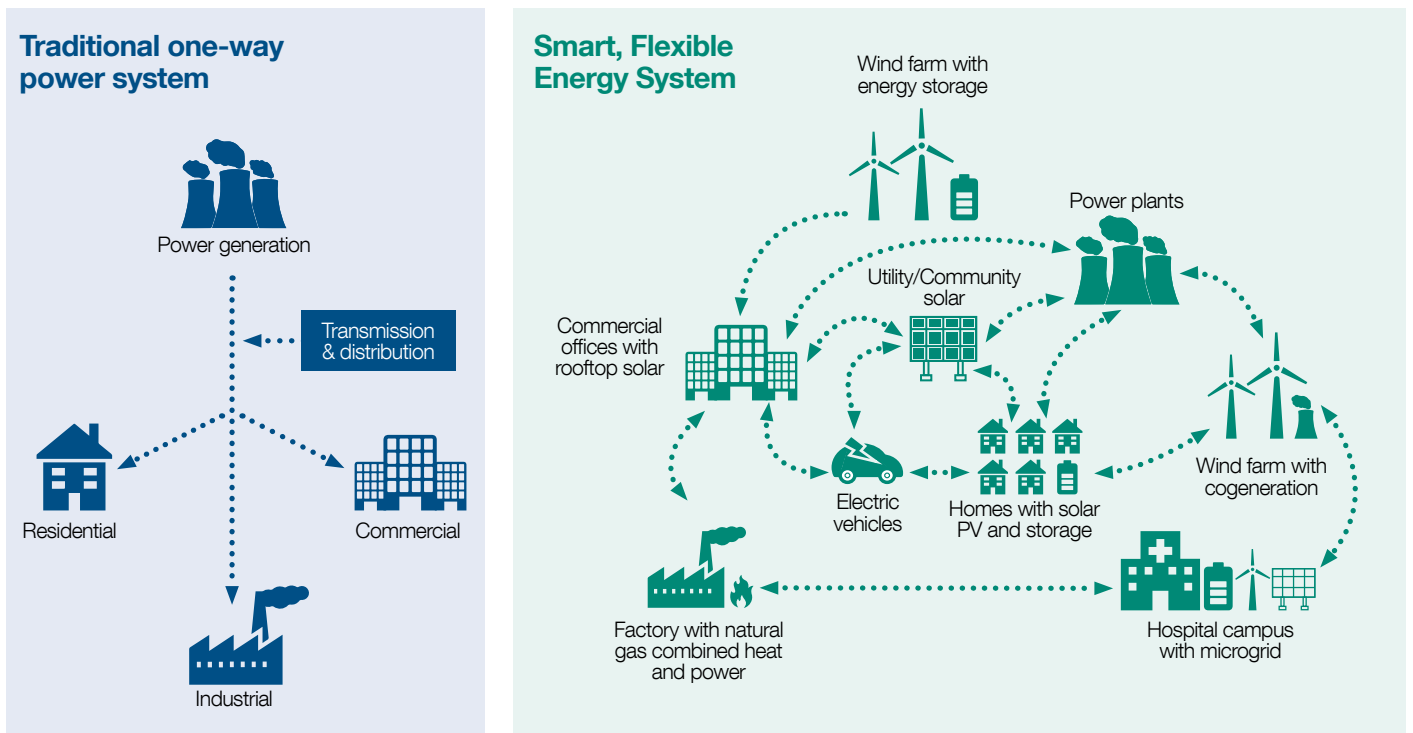 Traditional one-way
power system
Power generation
Transmission
& distribution
Residential
Commercial
Industrial
Smart, Flexible
Energy System
Wind farm with
energy storage
Power plants
Utility/Community
solar
Commercial
offices with
rooftop solar
Electric
vehicles
Homes with solar
PV and storage
Wind farm with
cogeneration
Factory with natural
gas combined heat
and power
Hospital campus
with microgrid